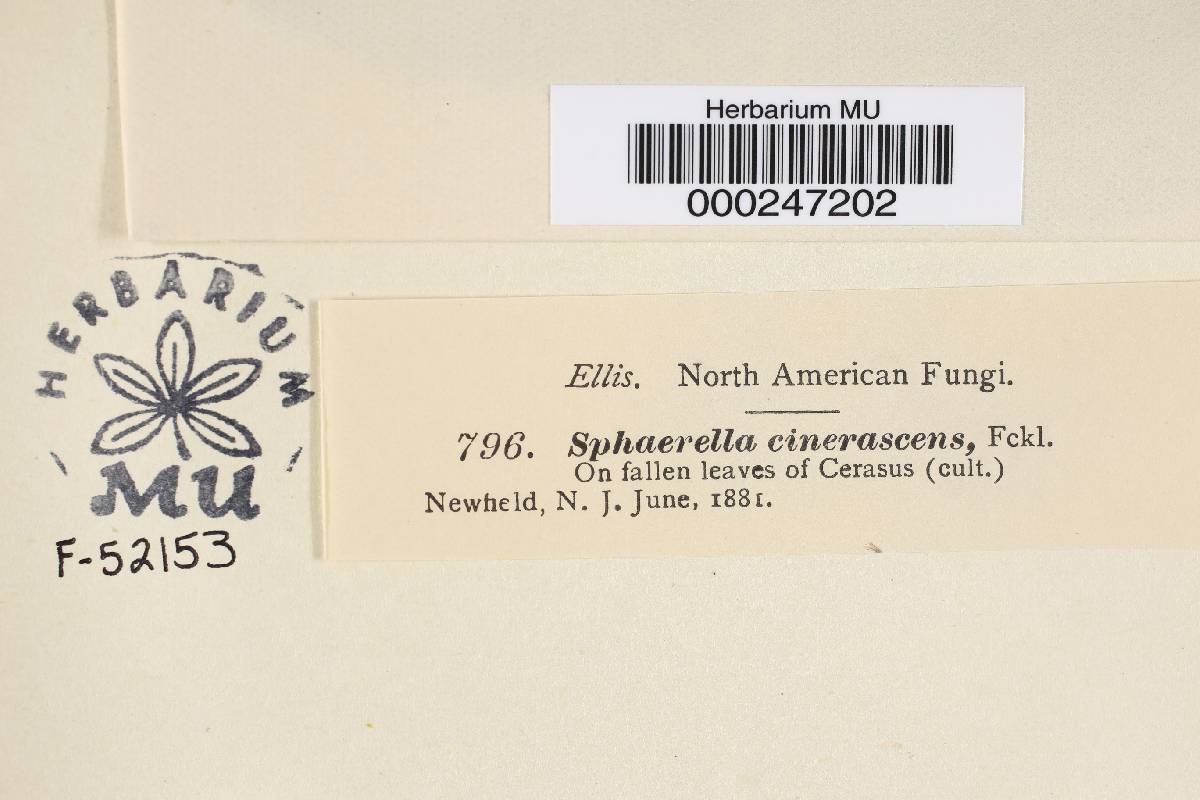 Herbarium MU
000247202
HERBARIUM
MU
F-52153
Ellis. North American Fungi.
796. Sphaerella cinerascens, Fckl.
On fallen leaves of Cerasus (cult.)
Newfield, N. J. June, 1881.